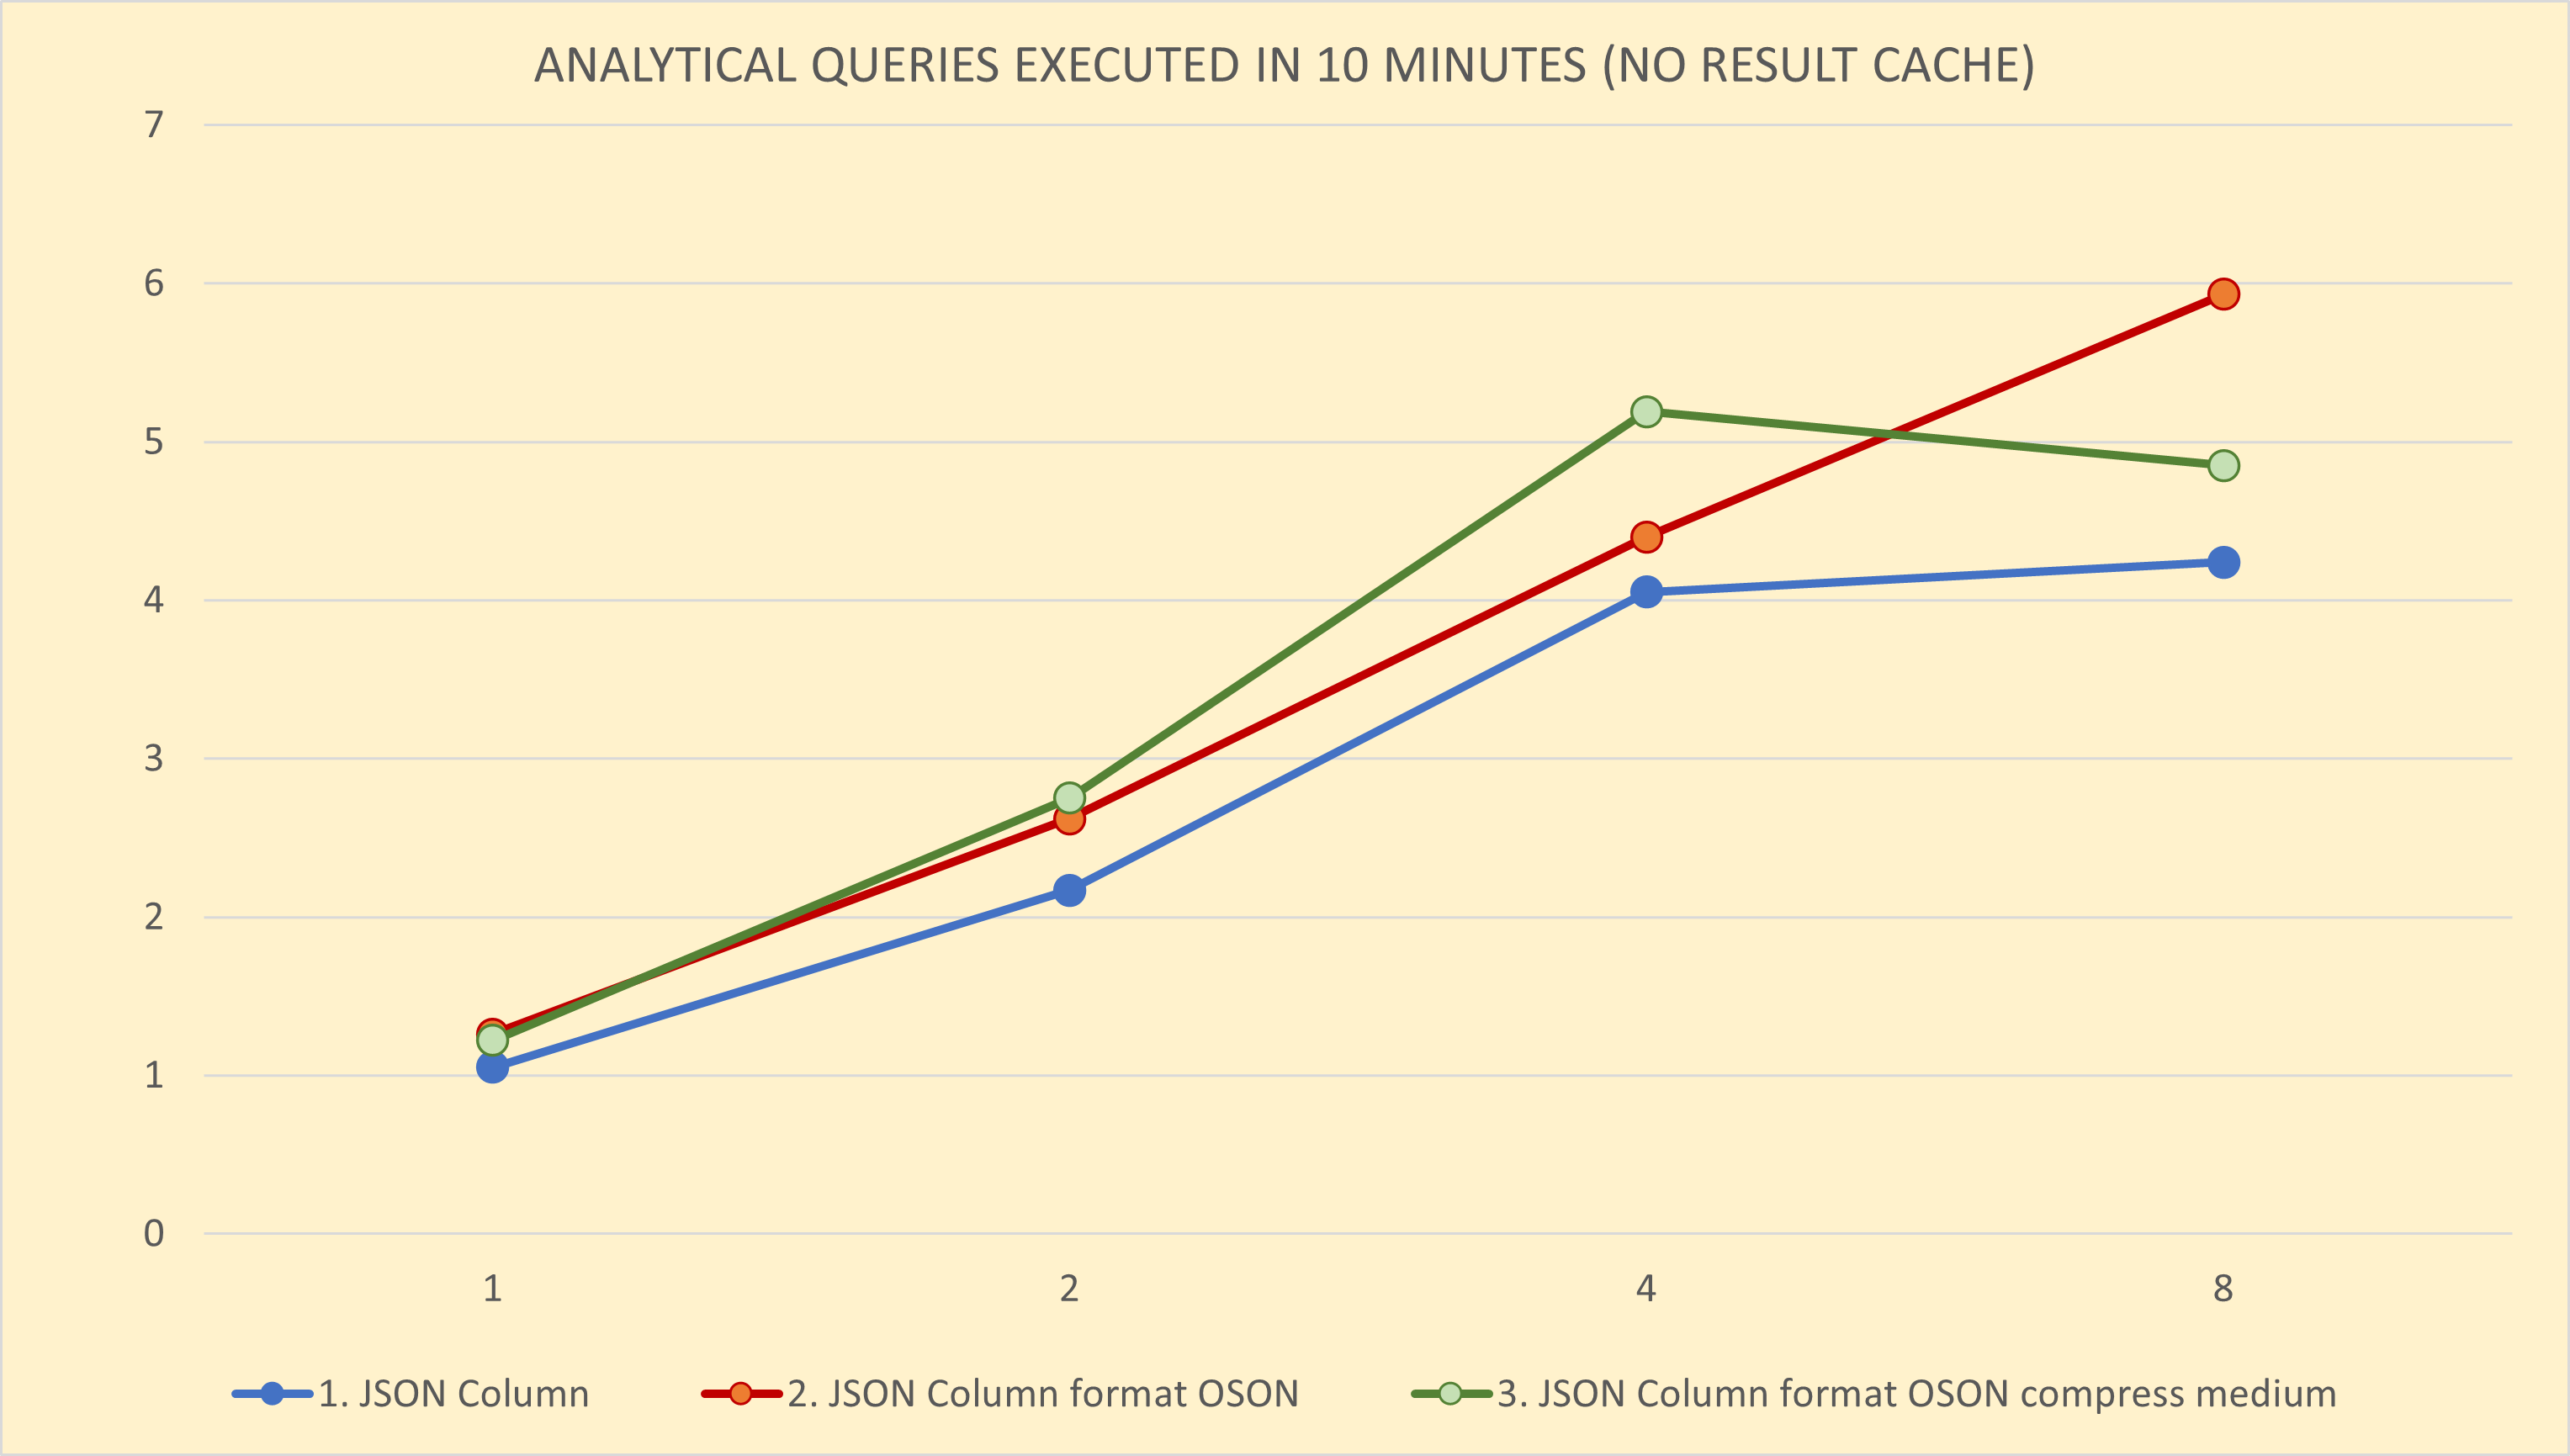 ANALYTICAL QUERIES EXECUTED IN 10 MINUTES (NO RESULT CACHE)
7
6
5
4
3
2
1
0
1 2 4 8
1. JSON Column 2. JSON Column format OSON 3. JSON Column format OSON compress medium